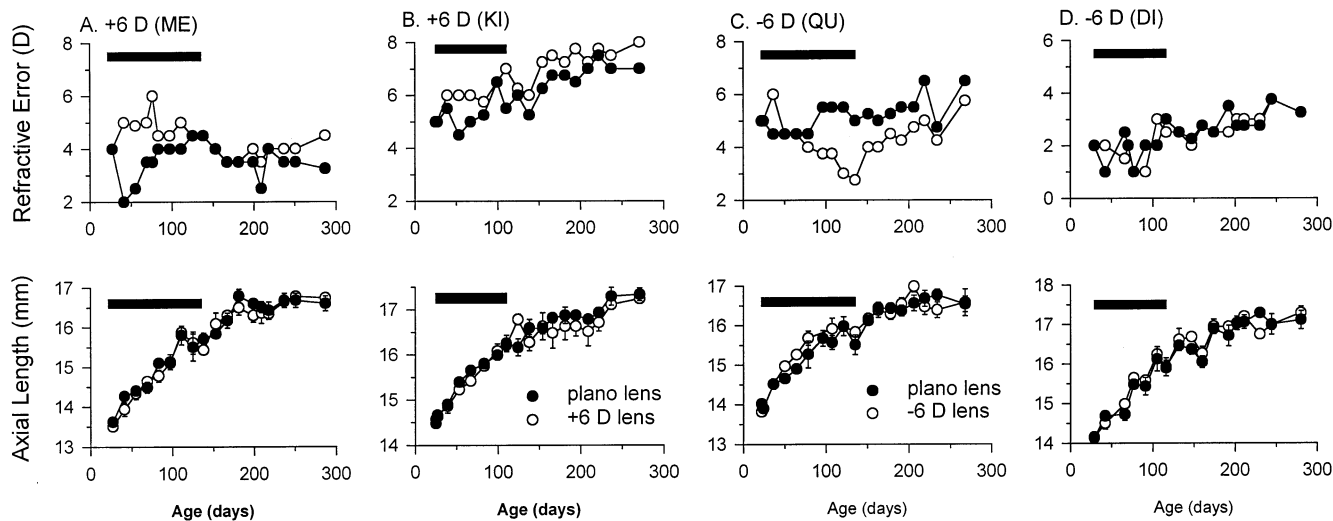 A. +6 D (ME)
B. +6 D (KI)
C. -6 D (QU)
D. -6 D (DI)
Refractive Error (D)
8
6
4
2
0 100 200 300
8
6
4
2
0 100 200 300
8
6
4
2
0 100 200 300
6
4
2
0
0 100 200 300
Axial Length (mm)
17
16
15
14
13
0 100 200 300
Age (days)
17
16
15
14
plano lens
+6 D lens
0 100 200 300
Age (days)
17
16
15
14
13
plano lens
-6 D lens
0 100 200 300
Age (days)
18
17
16
15
14
0 100 200 300
Age (days)